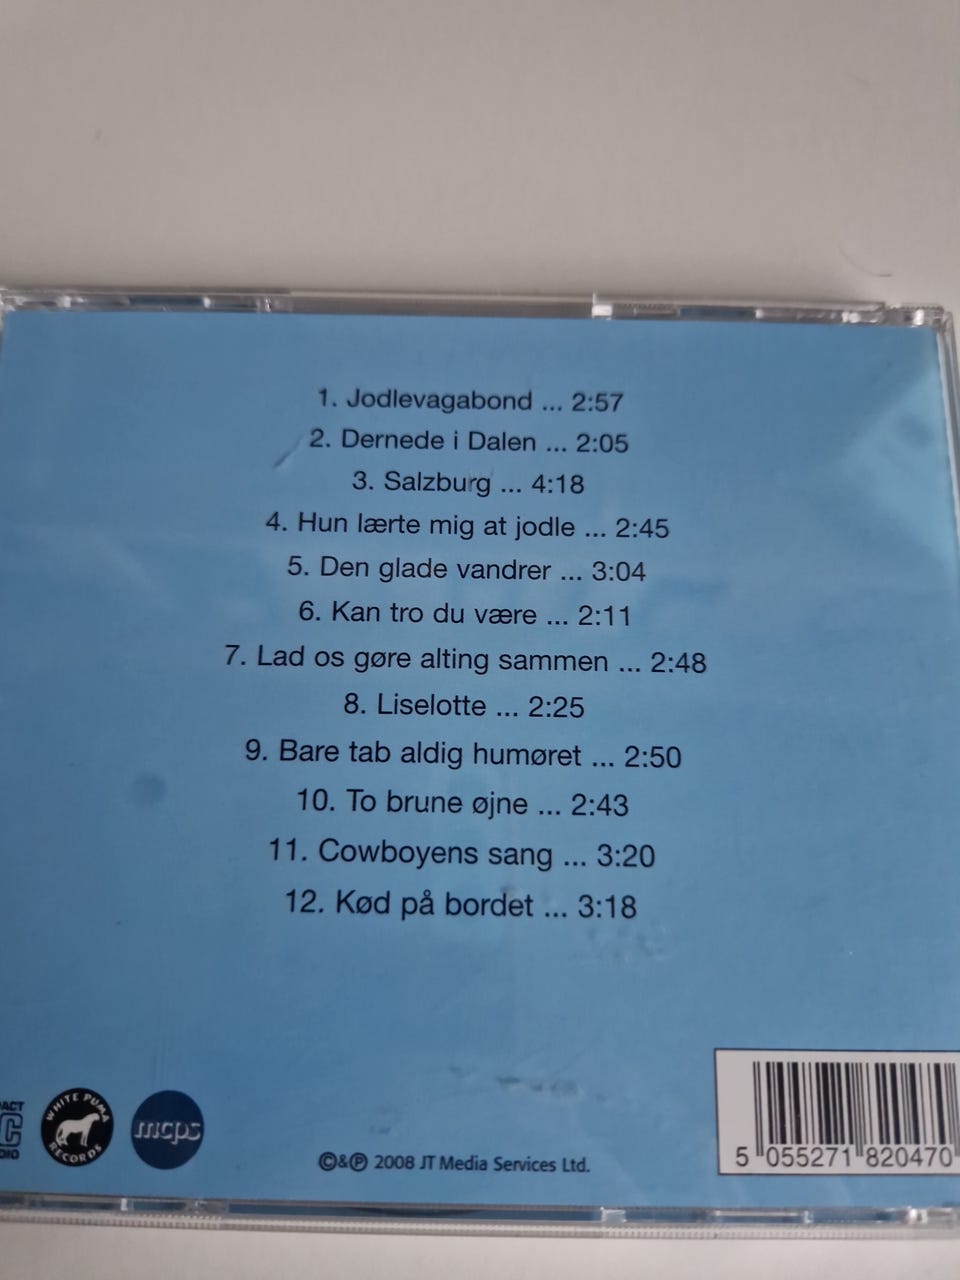 1. Jodlevagabond ... 2:57
2. Dernede i Dalen ... 2:05
3. Salzburg ... 4:18
4. Hun lærte mig at jodle ... 2:45
5. Den glade vandrer ... 3:04
6. Kan tro du være ... 2:11
7. Lad os gøre alting sammen ... 2:48
8. Liselotte ... 2:25
9. Bare tab aldig humøret ... 2:50
10. To brune øjne ... 2:43
11. Cowboyens sang ... 3:20
12. Kød på bordet ... 3:18
WHITE PUMA
RECORDS
mcps
©&℗ 2008 JT Media Services Ltd.
5 055271 820470